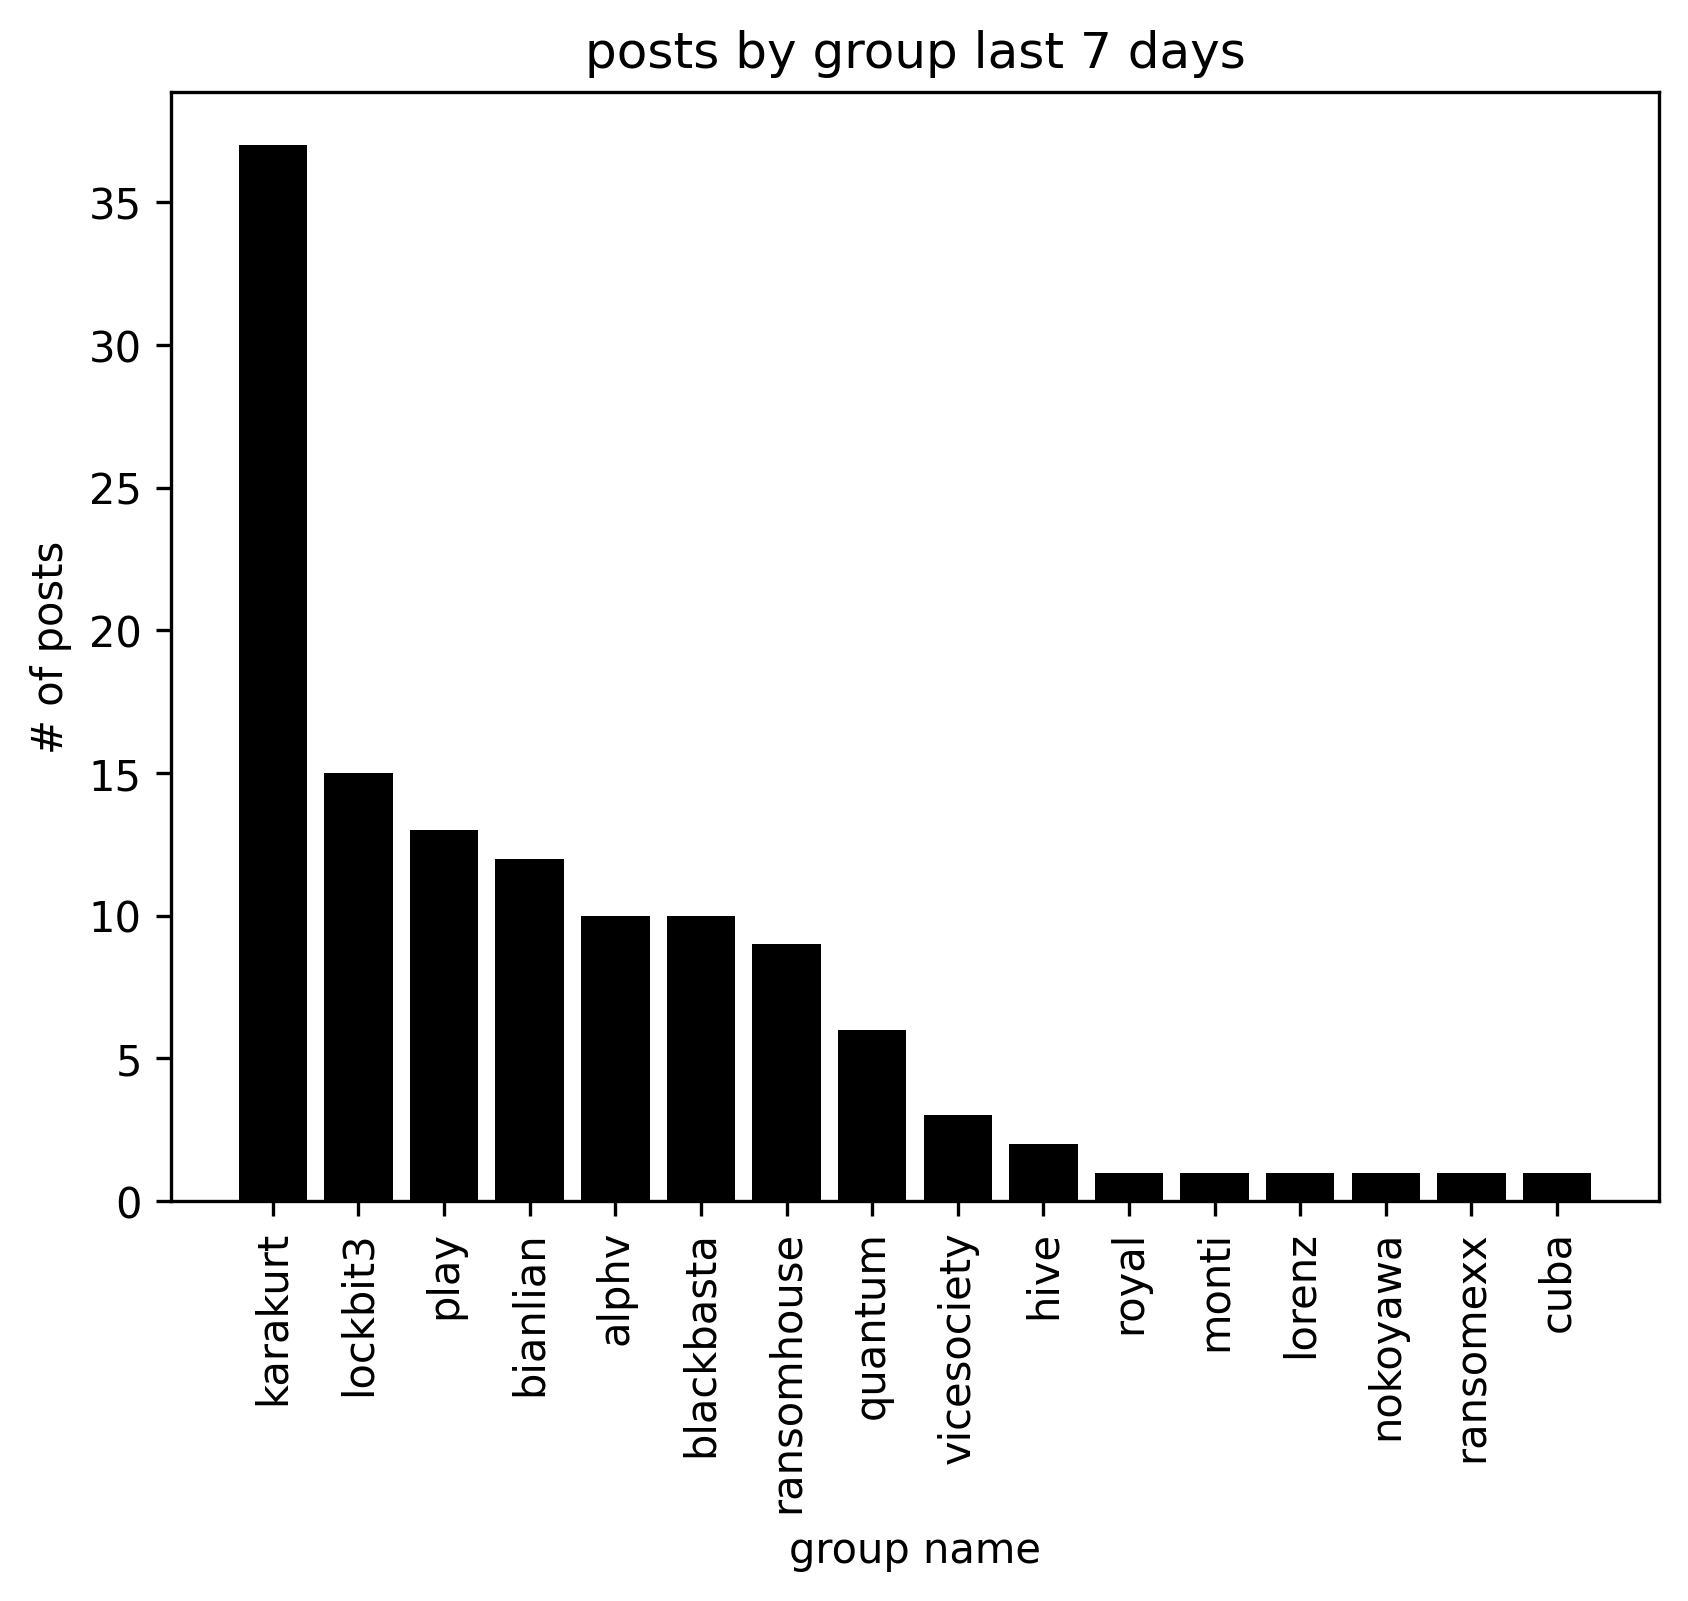 posts by group last 7 days
# of posts
35
30
25
20
15
10
5
0
karakurt
lockbit3
play
bianlian
alphv
blackbasta
ransomhouse
quantum
vicesociety
hive
royal
monti
lorenz
nokoyawa
ransomexx
cuba
group name